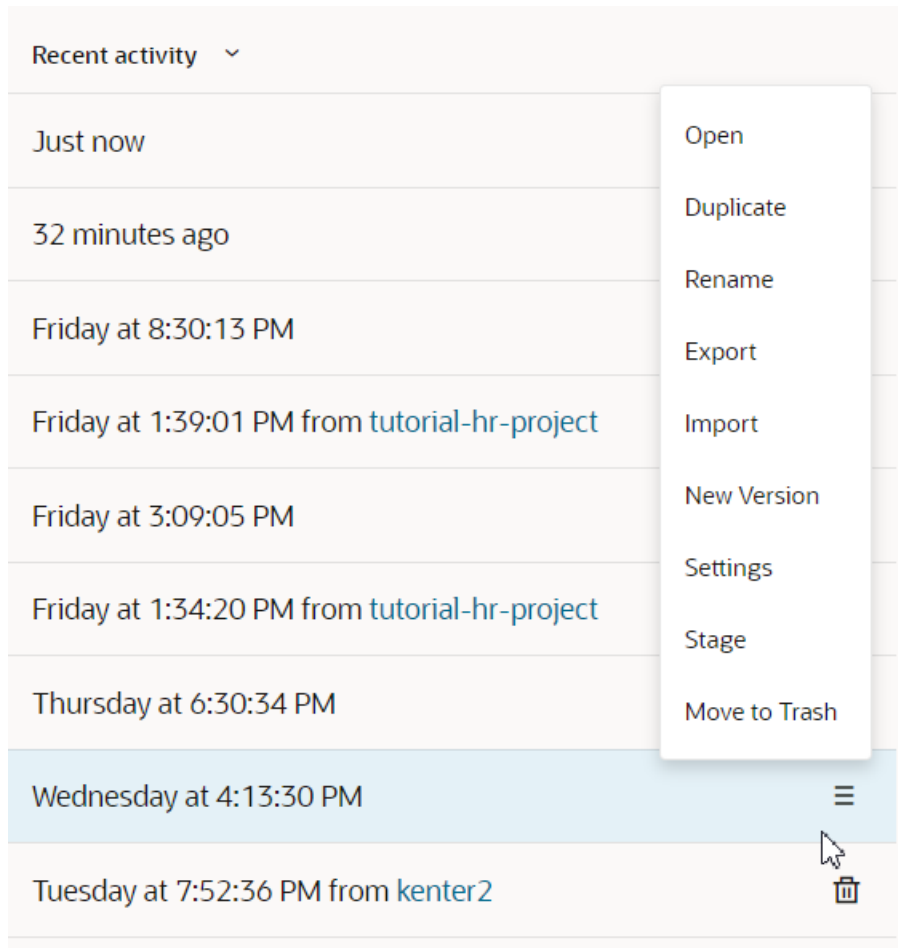 Recent activity
Just now
32 minutes ago
Friday at 8:30:13 PM
Friday at 1:39:01 PM from tutorial-hr-project
Friday at 3:09:05 PM
Friday at 1:34:20 PM from tutorial-hr-project
Thursday at 6:30:34 PM
Wednesday at 4:13:30 PM
Tuesday at 7:52:36 PM from kenter2
Open
Duplicate
Rename
Export
Import
New Version
Settings
Stage
Move to Trash